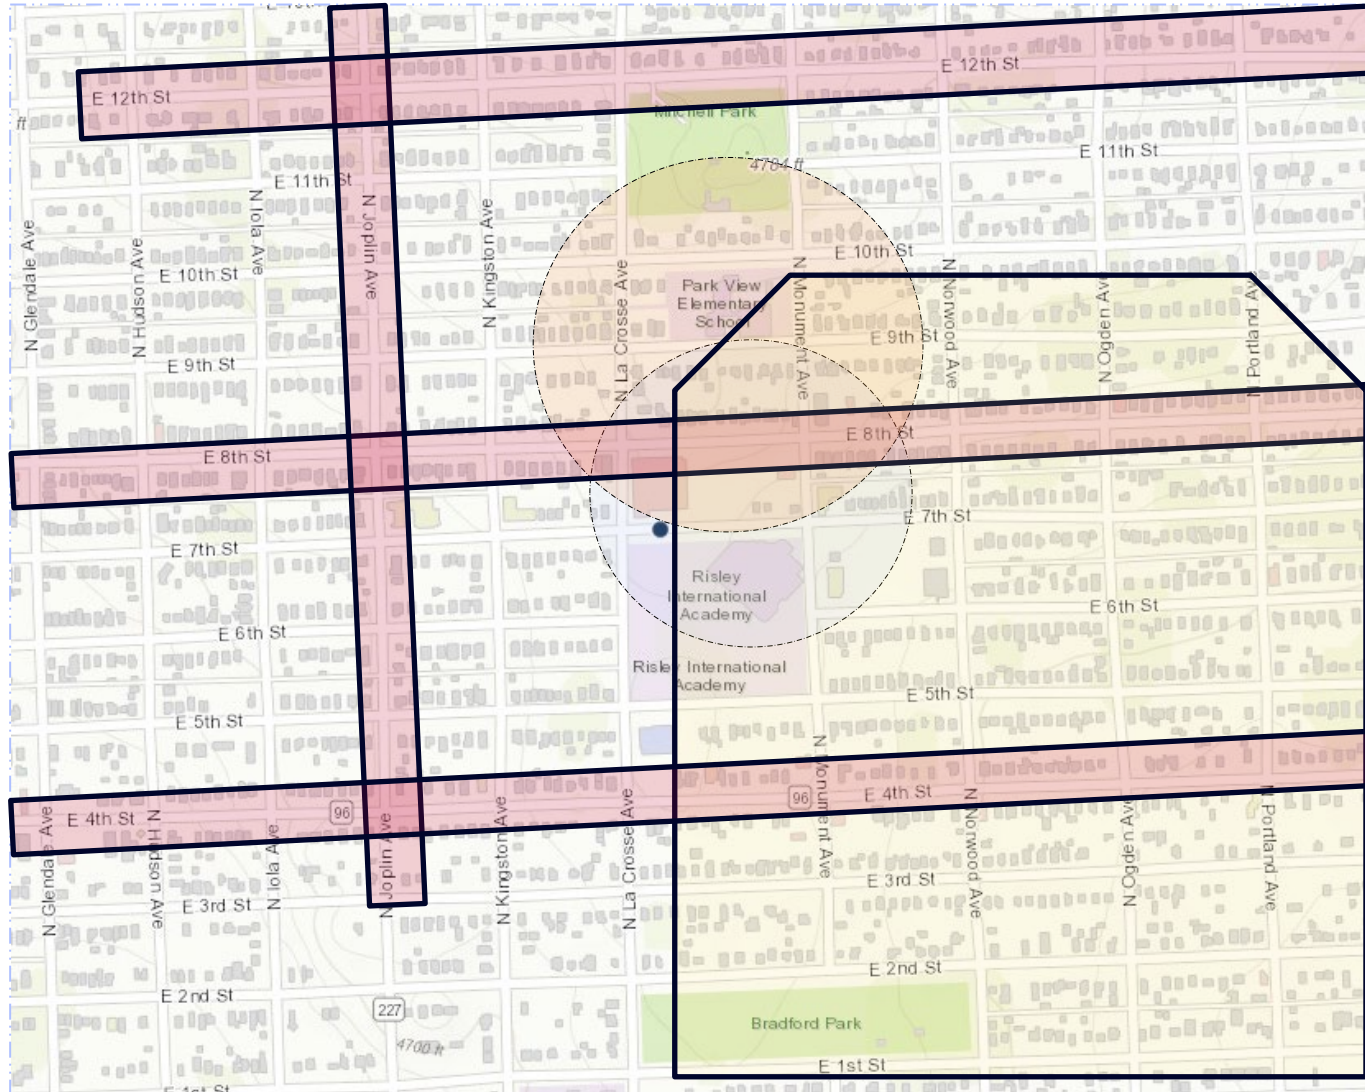 E 12th St
E 12th St
ft
Mitchell Park
E 11th St
4784 ft
E 11th St
N Iola Ave
N Joplin Ave
N Kingston Ave
N Glendale Ave
N Hudson Ave
E 10th St
E 10th St
N La Crosse Ave
Park View
Elementary
School
N Monument Ave
N Norwood Ave
N Ogden Ave
N Portland Ave
E 9th St
E 9th St
E 8th St
E 8th St
E 7th St
E 7th St
Risley
International
Academy
E 6th St
E 6th St
Risley International
Academy
E 5th St
E 5th St
96
96
E 4th St
E 4th St
N Glendale Ave
N Hudson Ave
N Iola Ave
N Joplin Ave
N Kingston Ave
N La Crosse Ave
N Monument Ave
N Norwood Ave
N Ogden Ave
N Portland Ave
E 3rd St
E 3rd St
E 2nd St
E 2nd St
227
4700 ft
Bradford Park
E 1st St
E 1st St